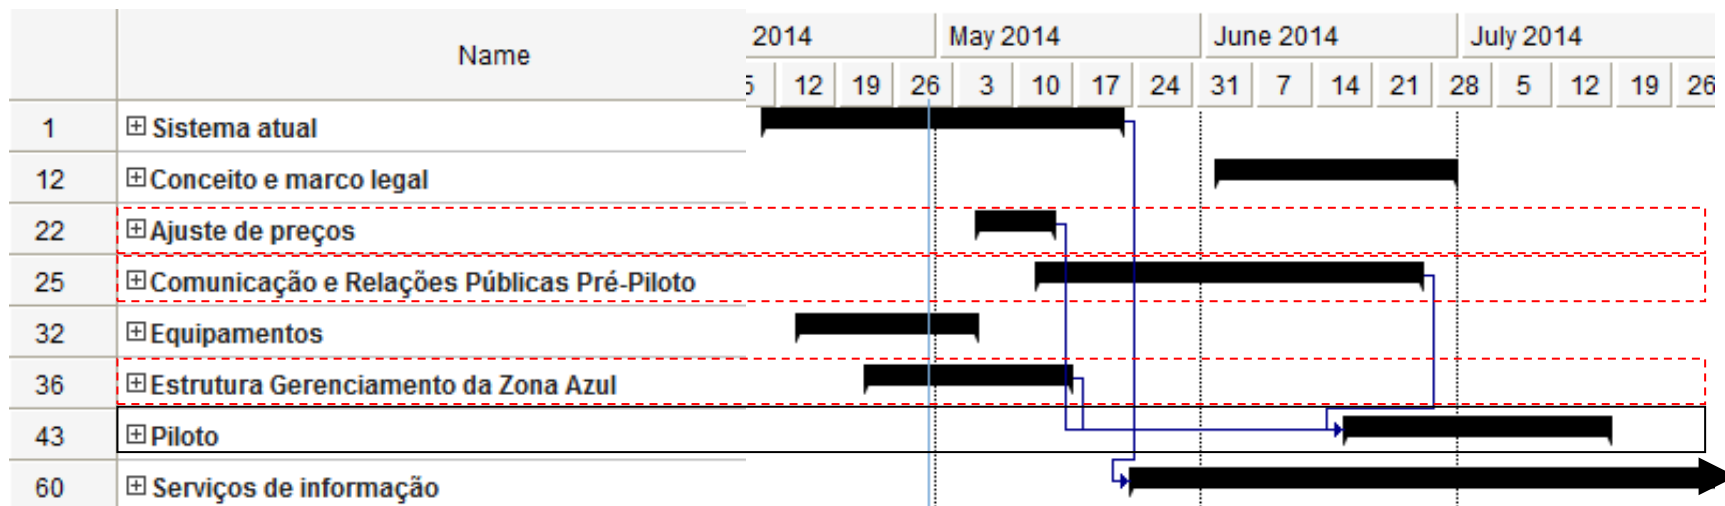 Name
2014 May 2014 June 2014 July 2014
5 12 19 26 3 10 17 24 31 7 14 21 28 5 12 19 26
1 Sistema atual
12 Conceito e marco legal
22 Ajuste de preços
25 Comunicação e Relações Públicas Pré-Piloto
32 Equipamentos
36 Estrutura Gerenciamento da Zona Azul
43 Piloto
60 Serviços de informação